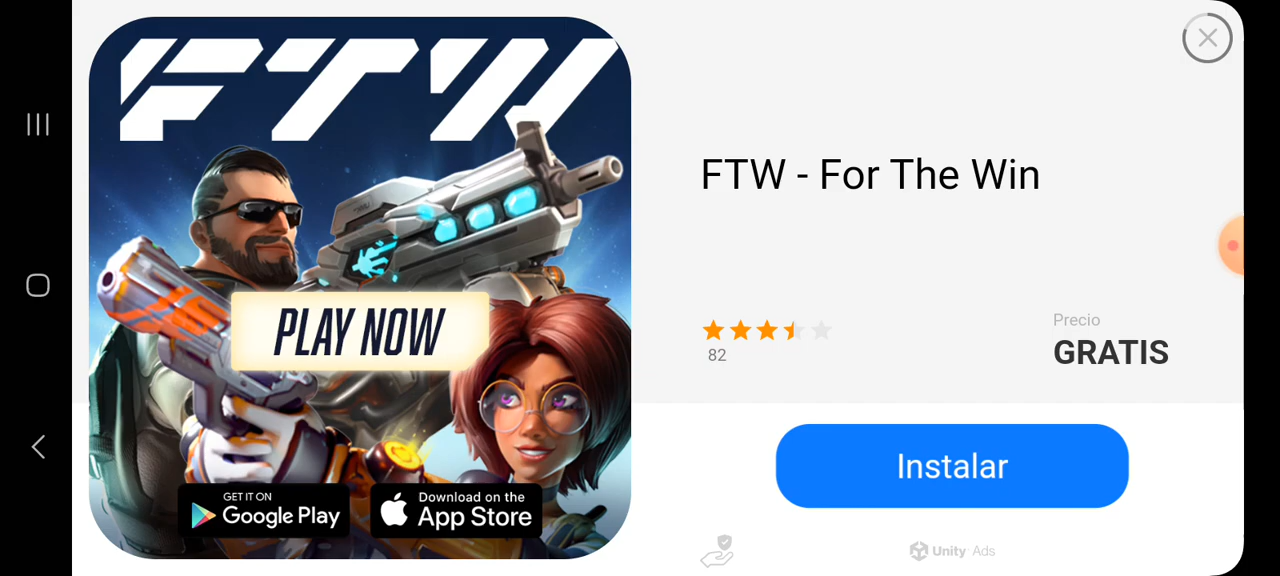 FTW
PLAY NOW
GET IT ON
Google Play
Download on the
App Store
FTW - For The Win
82
Precio
GRATIS
Instalar
Unity Ads